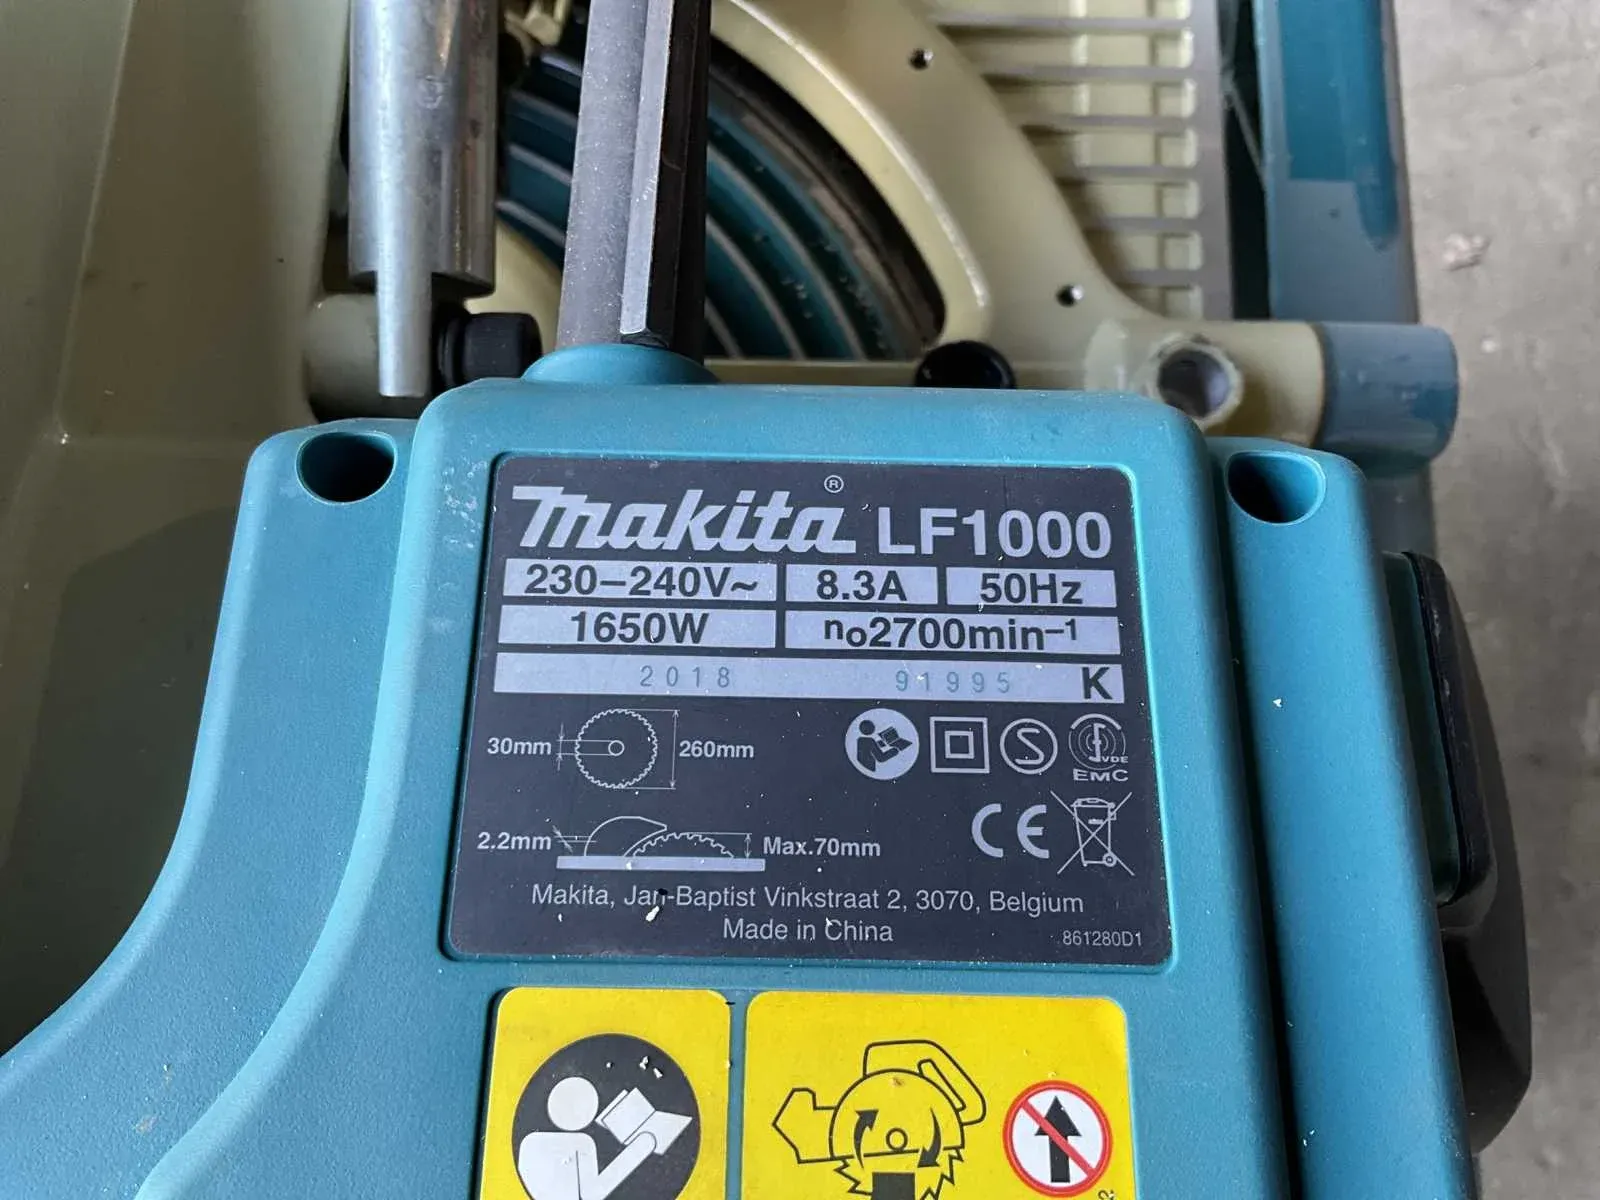 makita® LF1000
230–240V~ 8.3A 50Hz
1650W no2700min–1
2018 91995 K
30mm 260mm
S VDE
EMC
2.2mm Max.70mm
CE
Makita, Jan-Baptist Vinkstraat 2, 3070, Belgium
Made in China
861280D1